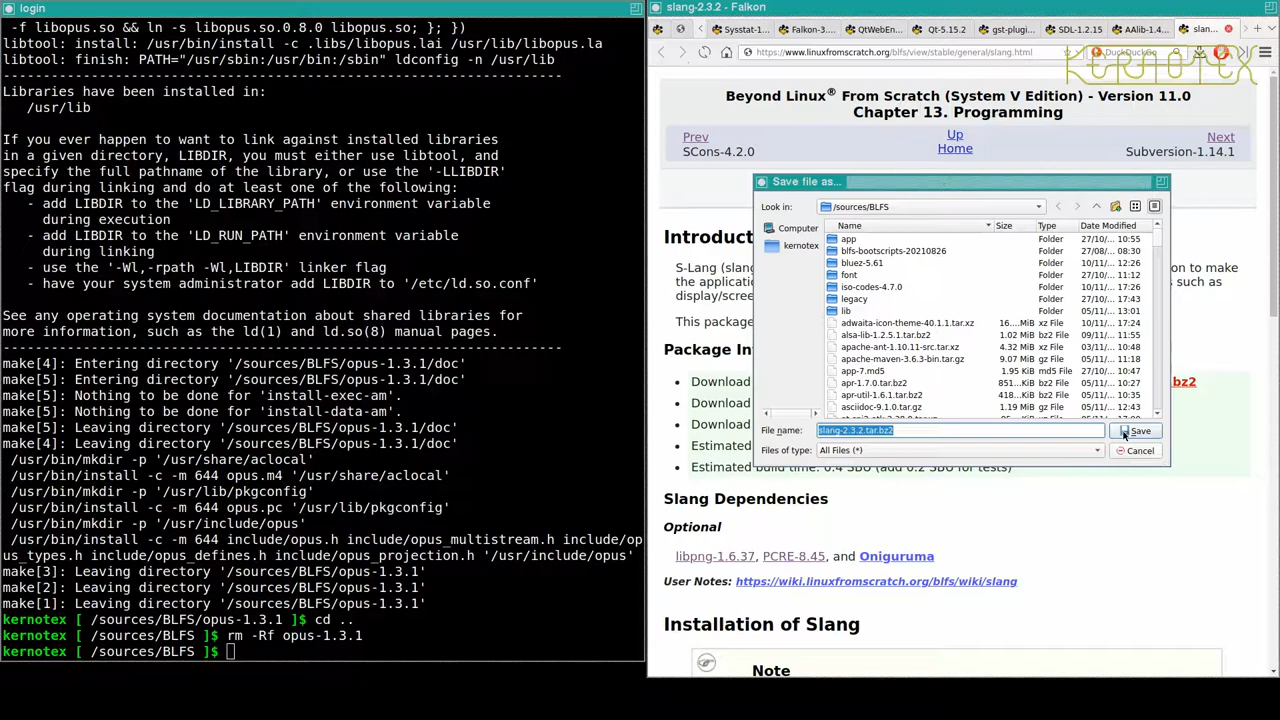 login
-f libopus.so && ln -s libopus.so.0.8.0 libopus.so; }; })
libtool: install: /usr/bin/install -c .libs/libopus.lai /usr/lib/libopus.la
libtool: finish: PATH="/usr/sbin:/usr/bin:/sbin" ldconfig -n /usr/lib
----------------------------------------------------------------------
Libraries have been installed in:
/usr/lib
If you ever happen to want to link against installed libraries
in a given directory, LIBDIR, you must either use libtool, and
specify the full pathname of the library, or use the '-LLIBDIR'
flag during linking and do at least one of the following:
- add LIBDIR to the 'LD_LIBRARY_PATH' environment variable
during execution
- add LIBDIR to the 'LD_RUN_PATH' environment variable
during linking
- use the '-Wl,-rpath -Wl,LIBDIR' linker flag
- have your system administrator add LIBDIR to '/etc/ld.so.conf'
See any operating system documentation about shared libraries for
more information, such as the ld(1) and ld.so(8) manual pages.
----------------------------------------------------------------------
make[4]: Entering directory '/sources/BLFS/opus-1.3.1/doc'
make[5]: Entering directory '/sources/BLFS/opus-1.3.1/doc'
make[5]: Nothing to be done for 'install-exec-am'.
make[5]: Nothing to be done for 'install-data-am'.
make[5]: Leaving directory '/sources/BLFS/opus-1.3.1/doc'
make[4]: Leaving directory '/sources/BLFS/opus-1.3.1/doc'
/usr/bin/mkdir -p '/usr/share/aclocal'
/usr/bin/install -c -m 644 opus.m4 '/usr/share/aclocal'
/usr/bin/mkdir -p '/usr/lib/pkgconfig'
/usr/bin/install -c -m 644 opus.pc '/usr/lib/pkgconfig'
/usr/bin/mkdir -p '/usr/include/opus'
/usr/bin/install -c -m 644 include/opus.h include/opus_multistream.h include/op
us_types.h include/opus_defines.h include/opus_projection.h '/usr/include/opus'
make[3]: Leaving directory '/sources/BLFS/opus-1.3.1'
make[2]: Leaving directory '/sources/BLFS/opus-1.3.1'
make[1]: Leaving directory '/sources/BLFS/opus-1.3.1'
kernotex [ /sources/BLFS/opus-1.3.1 ]$ cd ..
kernotex [ /sources/BLFS ]$ rm -Rf opus-1.3.1
kernotex [ /sources/BLFS ]$
slang-2.3.2 - Falkon
Sysstat-1... Falkon-3... QtWebEn... Qt-5.15.2 gst-plugi... SDL-1.2.15 AAlib-1.4... slan...
https://www.linuxfromscratch.org/blfs/view/stable/general/slang.html DuckDuckGo
KERNOTEX
Beyond Linux® From Scratch (System V Edition) - Version 11.0
Chapter 13. Programming
Prev Up Next
SCons-4.2.0 Home Subversion-1.14.1
Save file as...
Look in: /sources/BLFS
Computer
kernotex
Name Size Type Date Modified
app Folder 27/10/... 10:55
blfs-bootscripts-20210826 Folder 27/08/... 08:30
bluez-5.61 Folder 10/11/... 12:26
font Folder 27/10/... 11:12
iso-codes-4.7.0 Folder 10/11/... 17:26
legacy Folder 27/10/... 17:43
lib Folder 05/11/... 13:01
adwaita-icon-theme-40.1.1.tar.xz 16....MiB xz File 10/11/... 17:24
alsa-lib-1.2.5.1.tar.bz2 1.02 MiB bz2 File 09/11/... 11:55
apache-ant-1.10.11-src.tar.xz 4.32 MiB xz File 03/11/... 10:48
apache-maven-3.6.3-bin.tar.gz 9.07 MiB gz File 05/11/... 11:18
app-7.md5 1.95 KiB md5 File 27/10/... 10:47
apr-1.7.0.tar.bz2 851...KiB bz2 File 05/11/... 10:27
apr-util-1.6.1.tar.bz2 418...KiB bz2 File 05/11/... 10:35
asciidoc-9.1.0.tar.gz 1.19 MiB gz File 05/11/... 12:43
File name: slang-2.3.2.tar.bz2 Save
Files of type: All Files (*) Cancel
Introduc
S-Lang (slang on to make
the applicatio
display/scree
This package
Package In
Download bz2
Download
Download
Download
Estimated
Estimated build time: 0.4 SBU (add 0.2 SBU for tests)
Slang Dependencies
Optional
libpng-1.6.37, PCRE-8.45, and Oniguruma
User Notes: https://wiki.linuxfromscratch.org/blfs/wiki/slang
Installation of Slang
Note